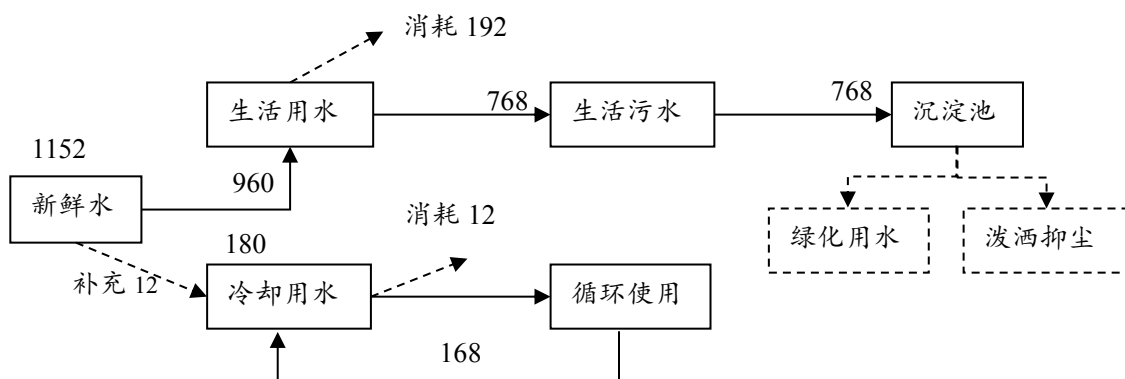 消耗 192
生活用水
768
生活污水
768
沉淀池
1152
新鲜水
960
消耗 12
绿化用水
泼洒抑尘
180
补充 12
冷却用水
循环使用
168